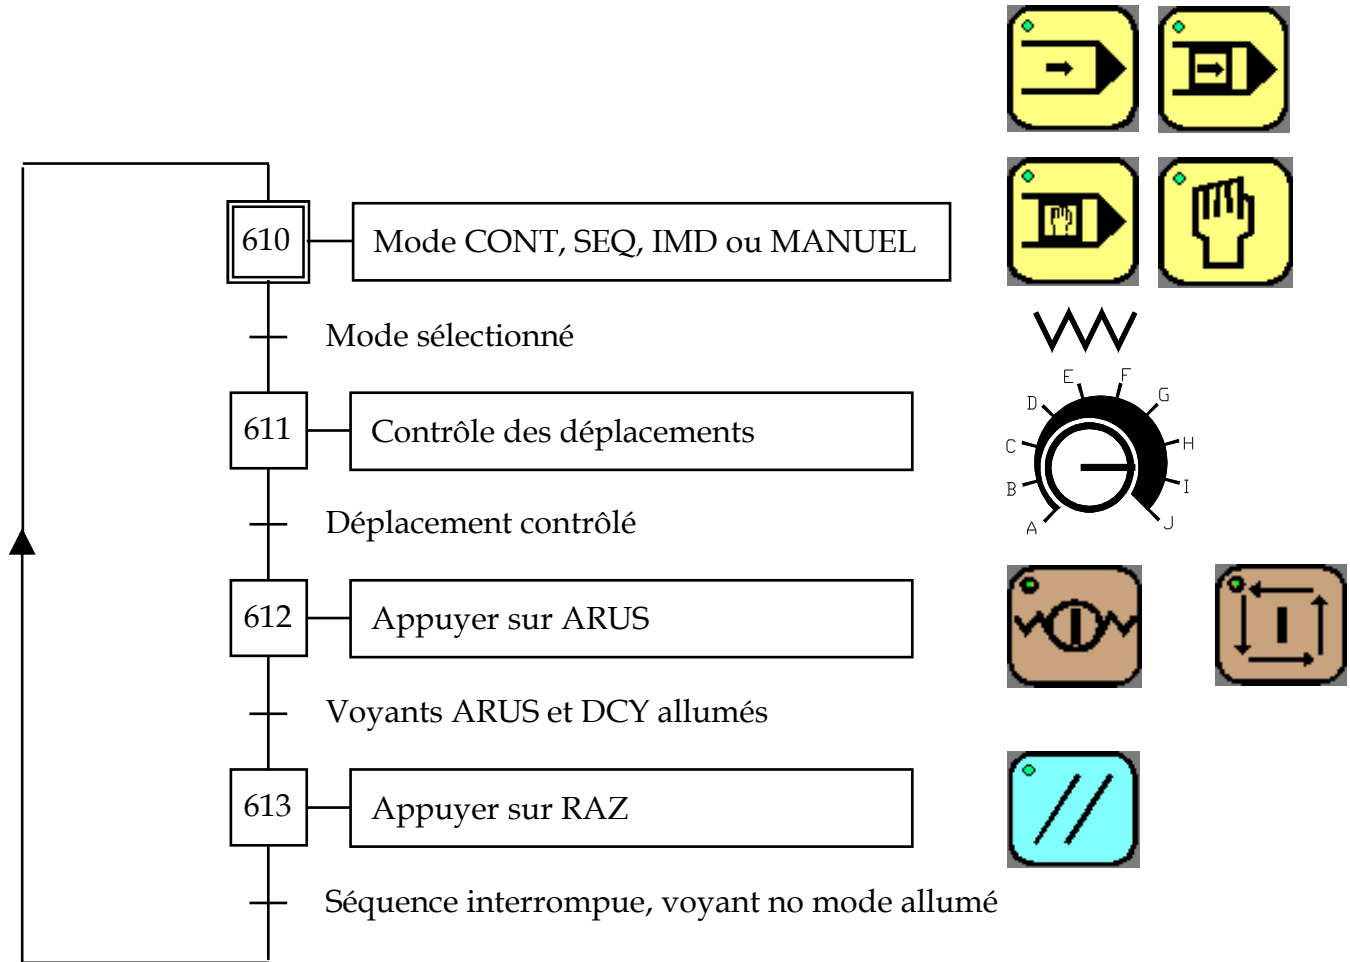 610
Mode CONT, SEQ, IMD ou MANUEL
Mode sélectionné
611
Contrôle des déplacements
A
B
C
D
E
F
G
H
I
J
Déplacement contrôlé
612
Appuyer sur ARUS
Voyants ARUS et DCY allumés
613
Appuyer sur RAZ
Séquence interrompue, voyant no mode allumé